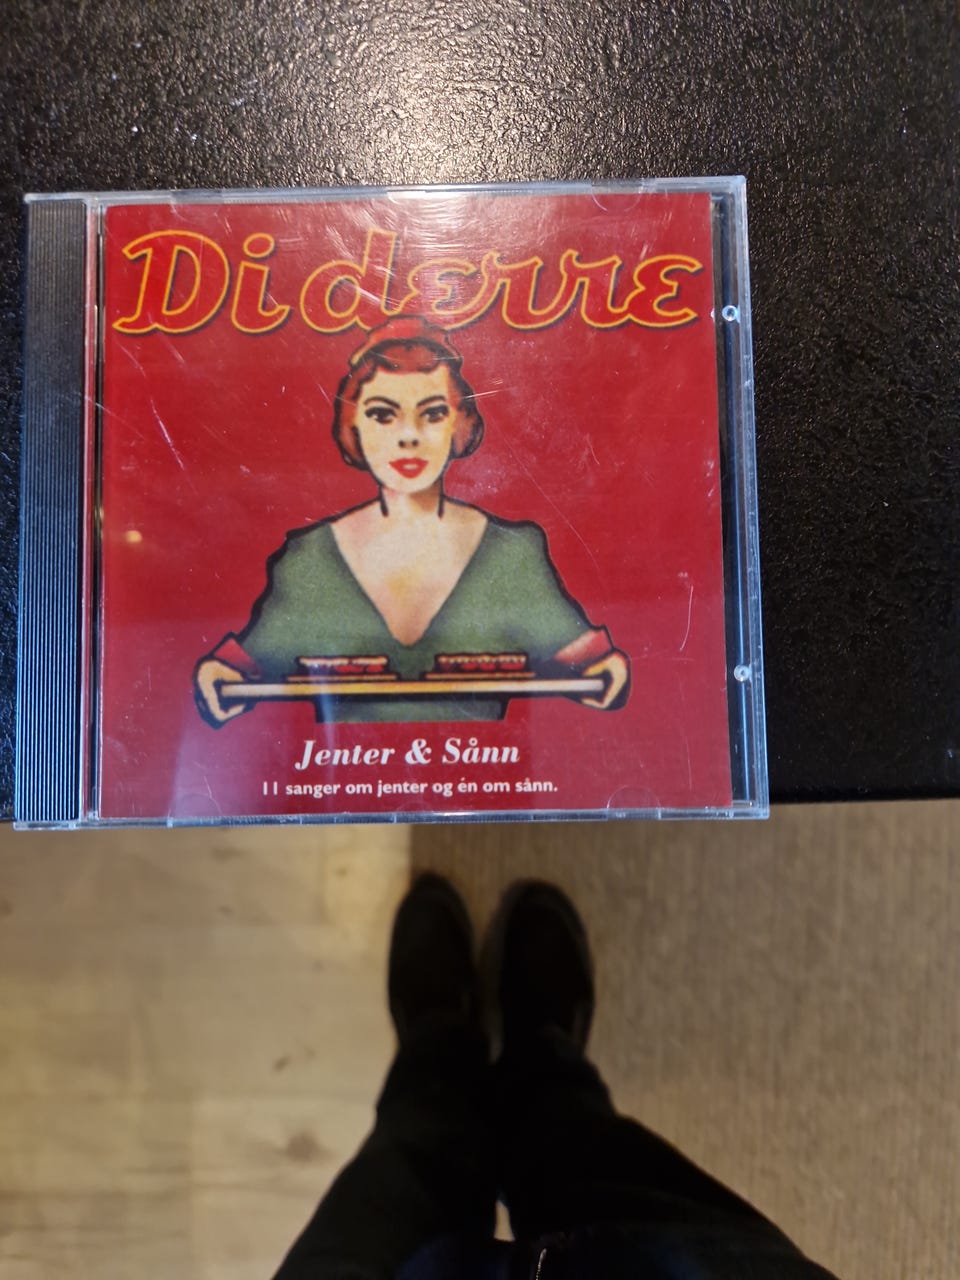 Di derre
Jenter & Sånn
11 sanger om jenter og én om sånn.